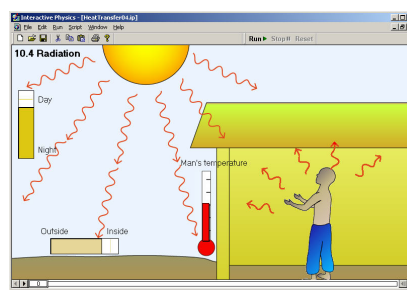 Interactive Physics - [HeatTransfer04.ip]
File Edit Run Script Window Help
Run Stop Reset
10.4 Radiation
Day
Night
Man's temperature
Outside Inside
0